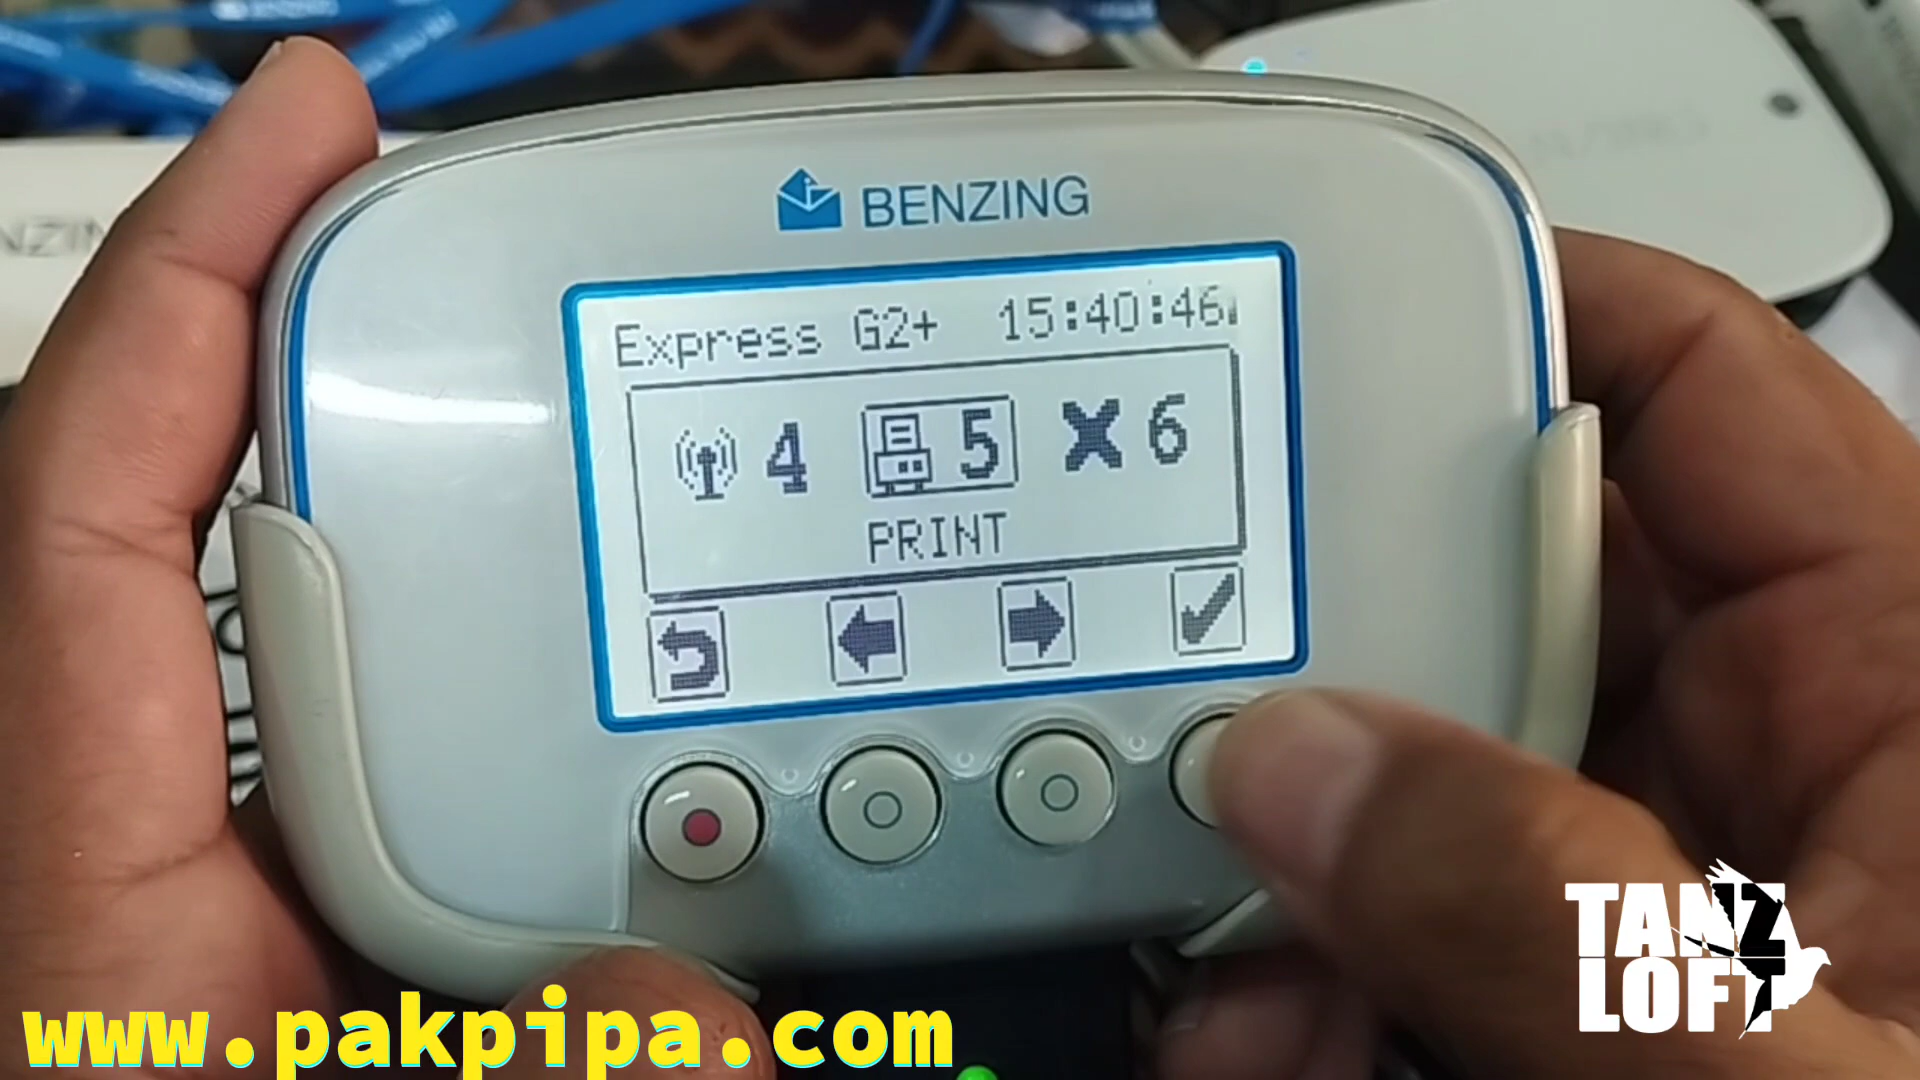 BENZING
Express G2+ 15:40:46
4 5 6
PRINT
TANZ
LOFT
www.pakpipa.com